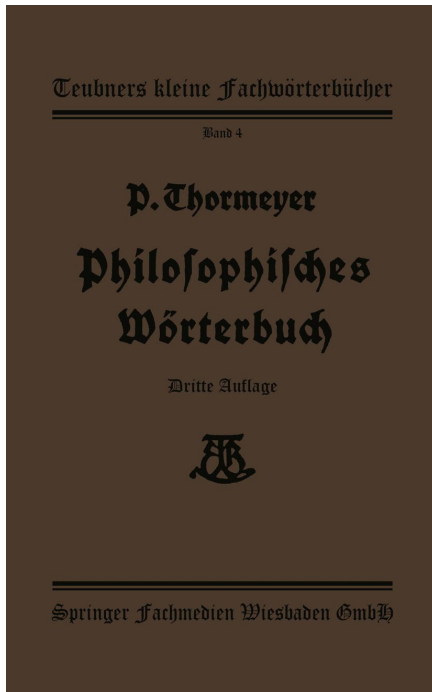 Teubners kleine Fachwörterbücher
Band 4
P. Thormeyer
Philoſophiſches
Wörterbuch
Dritte Auflage
Springer Fachmedien Wiesbaden GmbH